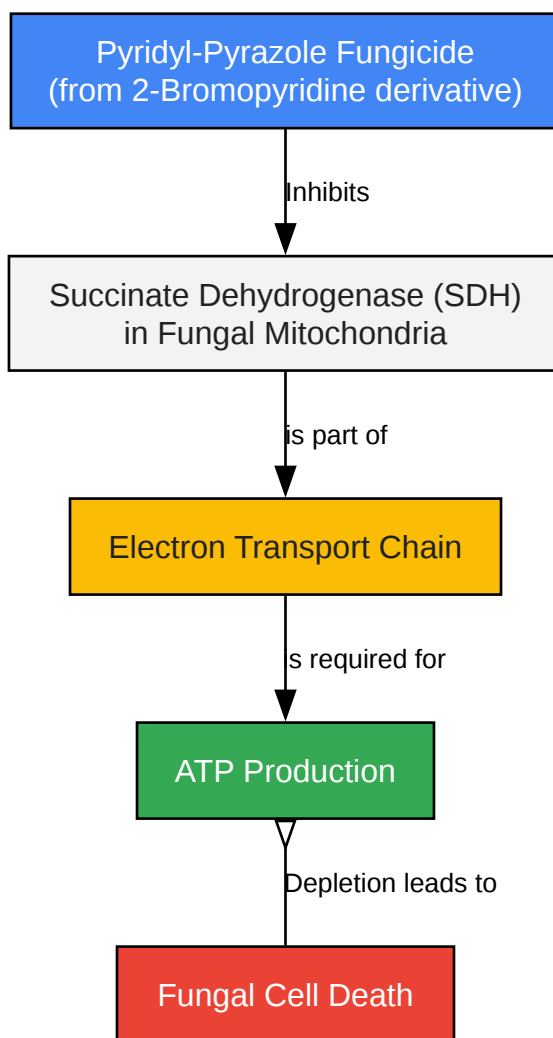 Pyridyl-Pyrazole Fungicide
(from 2-Bromopyridine derivative)
Inhibits
Succinate Dehydrogenase (SDH)
in Fungal Mitochondria
is part of
Electron Transport Chain
is required for
ATP Production
Depletion leads to
Fungal Cell Death